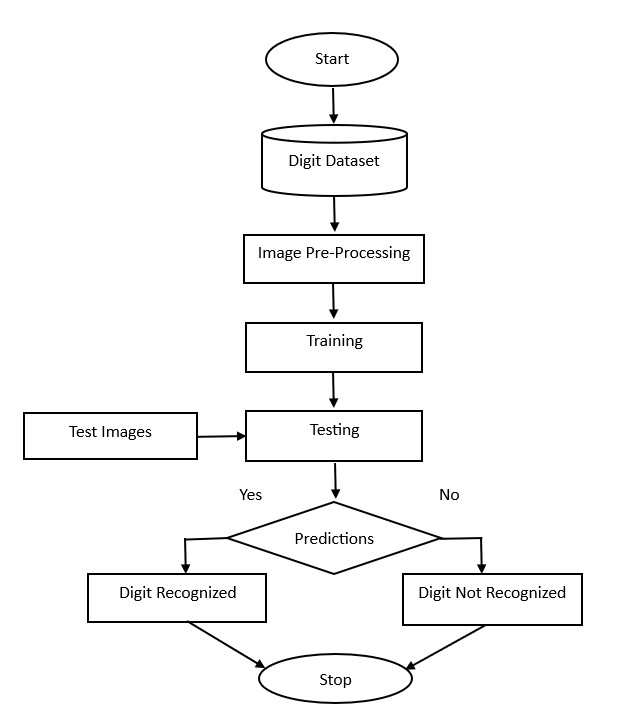 Start
Digit Dataset
Image Pre-Processing
Training
Test Images
Testing
Yes
No
Predictions
Digit Recognized
Digit Not Recognized
Stop